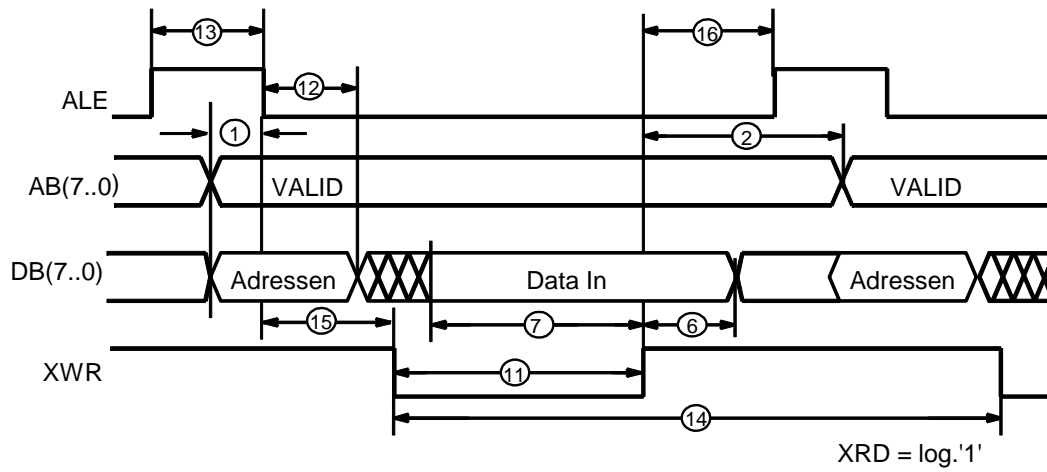 13
16
12
ALE
1
2
AB(7..0)
VALID
VALID
DB(7..0)
Adressen
Data In
Adressen
15
7
6
XWR
11
14
XRD = log.'1'